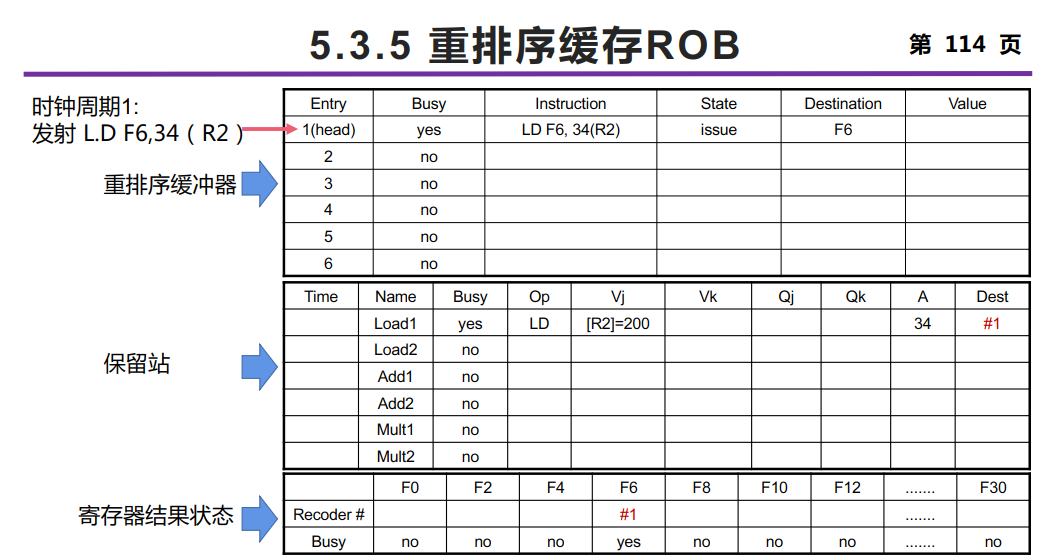 5.3.5 重排序缓存ROB
第 114 页
时钟周期1:
发射 L.D F6,34（R2）
重排序缓冲器
Entry Busy Instruction State Destination Value
1(head) yes LD F6, 34(R2) issue F6
2 no
3 no
4 no
5 no
6 no
保留站
Time Name Busy Op Vj Vk Qj Qk A Dest
Load1 yes LD [R2]=200 34 #1
Load2 no
Add1 no
Add2 no
Mult1 no
Mult2 no
寄存器结果状态
F0 F2 F4 F6 F8 F10 F12 ....... F30
Recoder # #1 .......
Busy no no no yes no no no ....... no